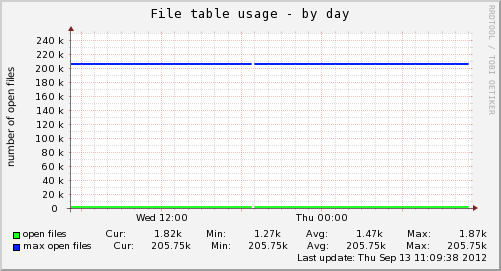 File table usage - by day
RRDTOOL / TOBI OETIKER
number of open files
240 k
220 k
200 k
180 k
160 k
140 k
120 k
100 k
80 k
60 k
40 k
20 k
0
Wed 12:00 Thu 00:00
open files Cur: 1.82k Min: 1.27k Avg: 1.47k Max: 1.87k
max open files Cur: 205.75k Min: 205.75k Avg: 205.75k Max: 205.75k
Last update: Thu Sep 13 11:09:38 2012